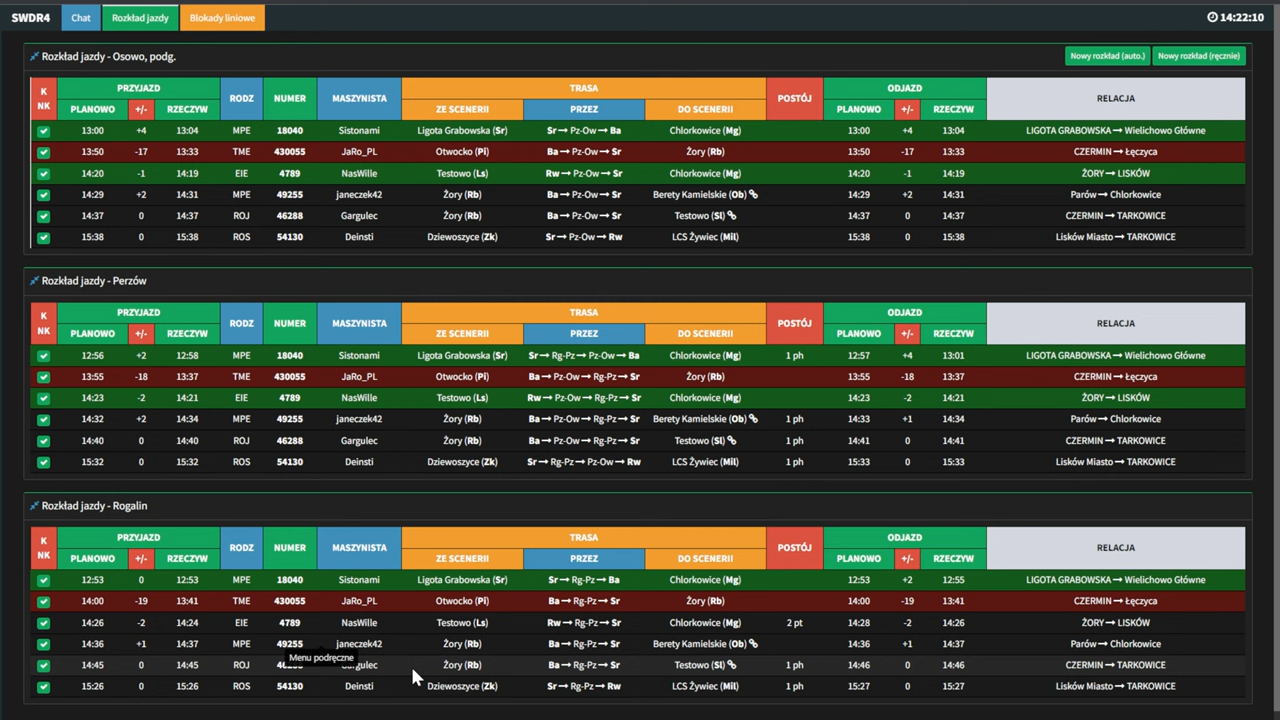 SWDR4 Chat Rozkład jazdy Blokady liniowe 14:22:10
Rozkład jazdy - Osowo, podg. Nowy rozkład (auto.) Nowy rozkład (ręcznie)
K NK PRZYJAZD RODZ NUMER MASZYNISTA TRASA POSTÓJ ODJAZD RELACJA
PLANOWO +/- RZECZYW ZE SCENERII PRZEZ DO SCENERII PLANOWO +/- RZECZYW
13:00 +4 13:04 MPE 18040 Sistonami Ligota Grabowska (Sr) Sr → Pz-Ow → Ba Chlorkowice (Mg) 13:00 +4 13:04 LIGOTA GRABOWSKA → Wielichowo Główne
13:50 -17 13:33 TME 430055 JaRo_PL Otwocko (Pi) Ba → Pz-Ow → Sr Żory (Rb) 13:50 -17 13:33 CZERMIN → Łęczyca
14:20 -1 14:19 EIE 4789 NasWille Testowo (Ls) Rw → Pz-Ow → Sr Żory (Rb) 14:20 -1 14:19 ŻORY → LISKÓW
14:29 +2 14:31 MPE 49255 janeczek42 Żory (Rb) Ba → Pz-Ow → Sr Berety Kamielskie (Ob) 14:29 +2 14:31 Parów → Chlorkowice
14:37 0 14:37 ROJ 46288 Gargulec Żory (Rb) Ba → Pz-Ow → Sr Testowo (Sl) 14:37 0 14:37 CZERMIN → TARKOWICE
15:38 0 15:38 ROS 54130 Deinsti Dziewoszyce (Zk) Sr → Pz-Ow → Rw LCS Żywiec (Mil) 15:38 0 15:38 Lisków Miasto → TARKOWICE
Rozkład jazdy - Perzów
K NK PRZYJAZD RODZ NUMER MASZYNISTA TRASA POSTÓJ ODJAZD RELACJA
PLANOWO +/- RZECZYW ZE SCENERII PRZEZ DO SCENERII PLANOWO +/- RZECZYW
12:56 +2 12:58 MPE 18040 Sistonami Ligota Grabowska (Sr) Sr → Rg-Pz → Pz-Ow → Ba Chlorkowice (Mg) 1 ph 12:57 +4 13:01 LIGOTA GRABOWSKA → Wielichowo Główne
13:55 -18 13:37 TME 430055 JaRo_PL Otwocko (Pi) Ba → Pz-Ow → Rg-Pz → Sr Żory (Rb) 13:55 -18 13:37 CZERMIN → Łęczyca
14:23 -2 14:21 EIE 4789 NasWille Testowo (Ls) Rw → Pz-Ow → Rg-Pz → Sr Żory (Rb) 14:23 -2 14:21 ŻORY → LISKÓW
14:32 +2 14:34 MPE 49255 janeczek42 Żory (Rb) Ba → Pz-Ow → Rg-Pz → Sr Berety Kamielskie (Ob) 1 ph 14:33 +1 14:34 Parów → Chlorkowice
14:40 0 14:40 ROJ 46288 Gargulec Żory (Rb) Ba → Pz-Ow → Rg-Pz → Sr Testowo (Sl) 1 ph 14:41 0 14:41 CZERMIN → TARKOWICE
15:32 0 15:32 ROS 54130 Deinsti Dziewoszyce (Zk) Sr → Rg-Pz → Pz-Ow → Rw LCS Żywiec (Mil) 1 ph 15:33 0 15:33 Lisków Miasto → TARKOWICE
Rozkład jazdy - Rogalin
K NK PRZYJAZD RODZ NUMER MASZYNISTA TRASA POSTÓJ ODJAZD RELACJA
PLANOWO +/- RZECZYW ZE SCENERII PRZEZ DO SCENERII PLANOWO +/- RZECZYW
12:53 0 12:53 MPE 18040 Sistonami Ligota Grabowska (Sr) Sr → Rg-Pz → Ba Chlorkowice (Mg) 12:53 +2 12:55 LIGOTA GRABOWSKA → Wielichowo Główne
14:00 -19 13:41 TME 430055 JaRo_PL Otwocko (Pi) Ba → Rg-Pz → Sr Żory (Rb) 14:00 -19 13:41 CZERMIN → Łęczyca
14:26 -2 14:24 EIE 4789 NasWille Testowo (Ls) Rw → Rg-Pz → Sr Żory (Rb) 2 pt 14:28 -2 14:26 ŻORY → LISKÓW
14:36 +1 14:37 MPE 49255 janeczek42 Żory (Rb) Ba → Rg-Pz → Sr Berety Kamielskie (Ob) 14:36 +1 14:37 Parów → Chlorkowice
Menu podręczne
14:45 0 14:45 ROJ Żory (Rb) Ba → Rg-Pz → Sr Testowo (Sl) 1 ph 14:46 0 14:46 CZERMIN → TARKOWICE
15:26 0 15:26 ROS 54130 Deinsti Dziewoszyce (Zk) Sr → Rg-Pz → Rw LCS Żywiec (Mil) 1 ph 15:27 0 15:27 Lisków Miasto → TARKOWICE